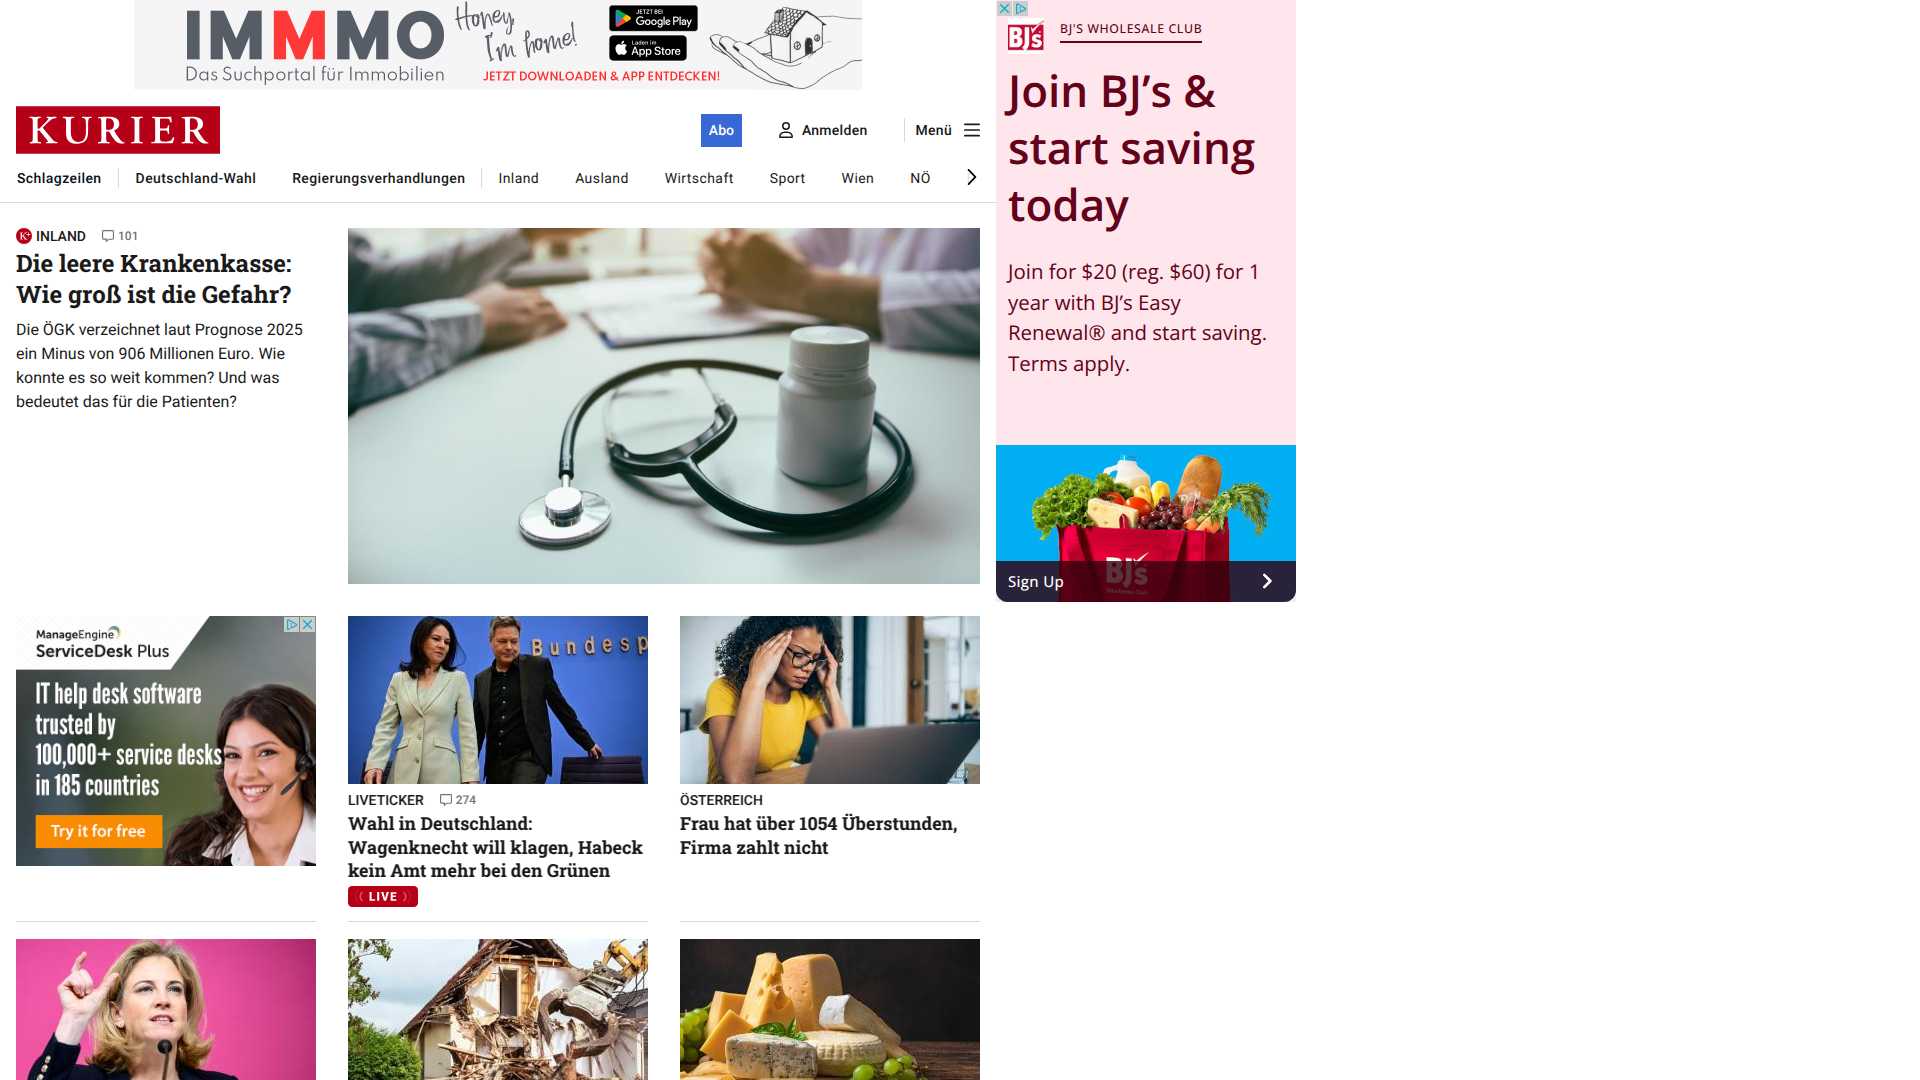 IMMMO
Das Suchportal für Immobilien
Honey,
I'm home!
JETZT BEI
Google Play
Laden im
App Store
JETZT DOWNLOADEN & APP ENTDECKEN!
KURIER
Abo
Anmelden
Menü
Schlagzeilen
Deutschland-Wahl
Regierungsverhandlungen
Inland
Ausland
Wirtschaft
Sport
Wien
NÖ
K+ INLAND 101
Die leere Krankenkasse:
Wie groß ist die Gefahr?
Die ÖGK verzeichnet laut Prognose 2025
ein Minus von 906 Millionen Euro. Wie
konnte es so weit kommen? Und was
bedeutet das für die Patienten?
BJ's
BJ'S WHOLESALE CLUB
Join BJ’s &
start saving
today
Join for $20 (reg. $60) for 1
year with BJ’s Easy
Renewal® and start saving.
Terms apply.
BJ's
Sign Up
ManageEngine
ServiceDesk Plus
IT help desk software
trusted by
100,000+ service desks
in 185 countries
Try it for free
Bundesp
LIVETICKER 274
Wahl in Deutschland:
Wagenknecht will klagen, Habeck
kein Amt mehr bei den Grünen
LIVE
ÖSTERREICH
Frau hat über 1054 Überstunden,
Firma zahlt nicht